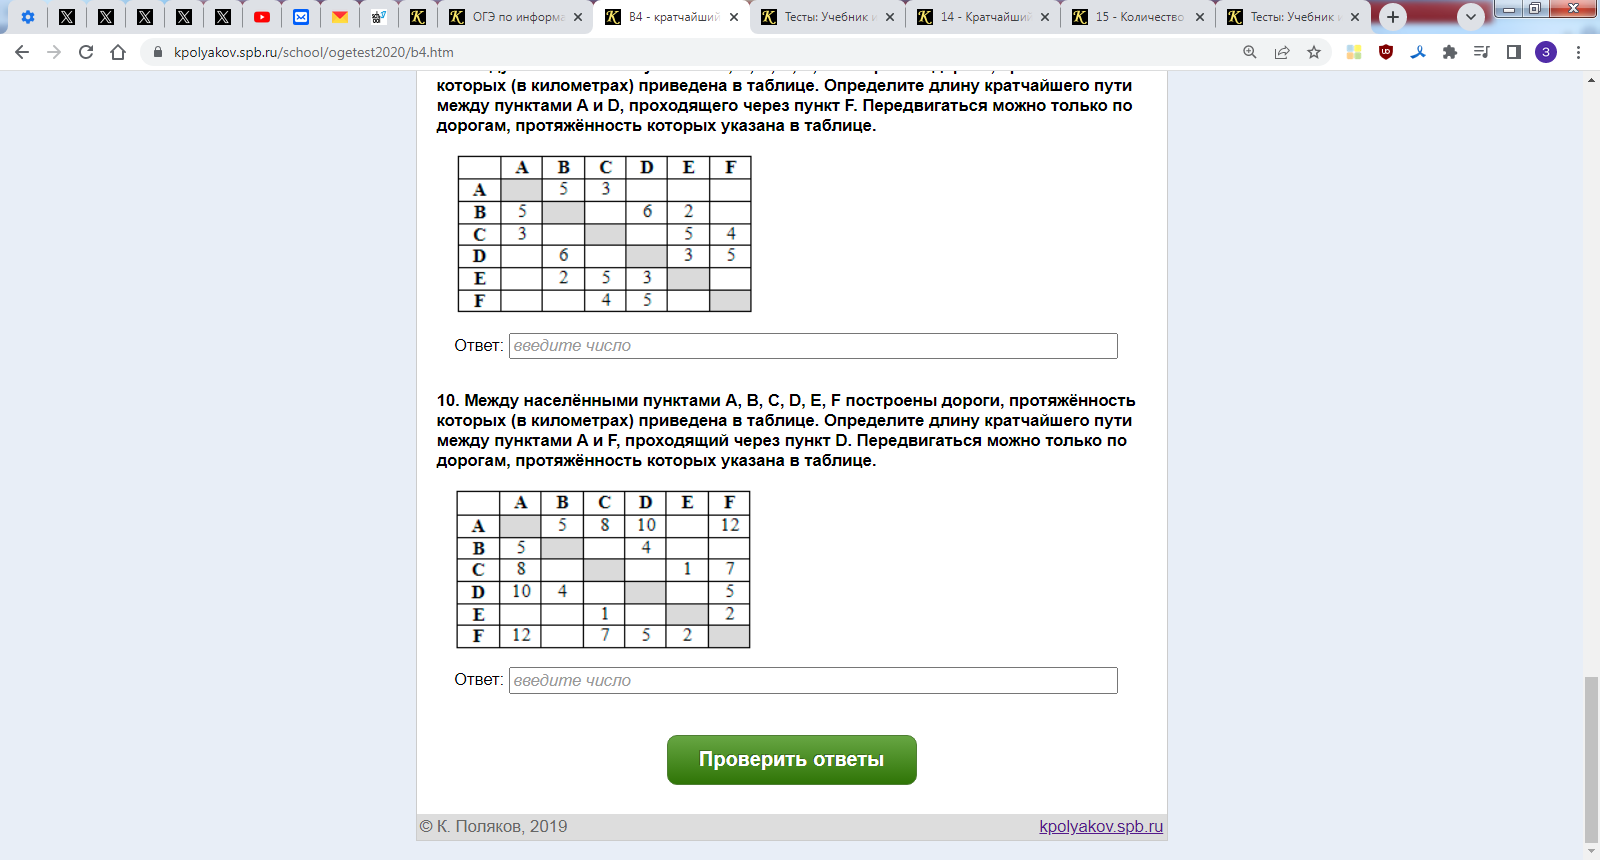 ОГЭ по информа
В4 - кратчайший
Тесты: Учебник и
14 - Кратчайший
15 - Количество
Тесты: Учебник и
kpolyakov.spb.ru/school/ogetest2020/b4.htm
которых (в километрах) приведена в таблице. Определите длину кратчайшего пути
между пунктами A и D, проходящего через пункт F. Передвигаться можно только по
дорогам, протяжённость которых указана в таблице.
A B C D E F
A 5 3
B 5 6 2
C 3 5 4
D 6 3 5
E 2 5 3
F 4 5
Ответ: введите число
10. Между населёнными пунктами A, B, C, D, E, F построены дороги, протяжённость
которых (в километрах) приведена в таблице. Определите длину кратчайшего пути
между пунктами A и F, проходящий через пункт D. Передвигаться можно только по
дорогам, протяжённость которых указана в таблице.
A B C D E F
A 5 8 10 12
B 5 4
C 8 1 7
D 10 4 5
E 1 2
F 12 7 5 2
Ответ: введите число
Проверить ответы
© К. Поляков, 2019
kpolyakov.spb.ru